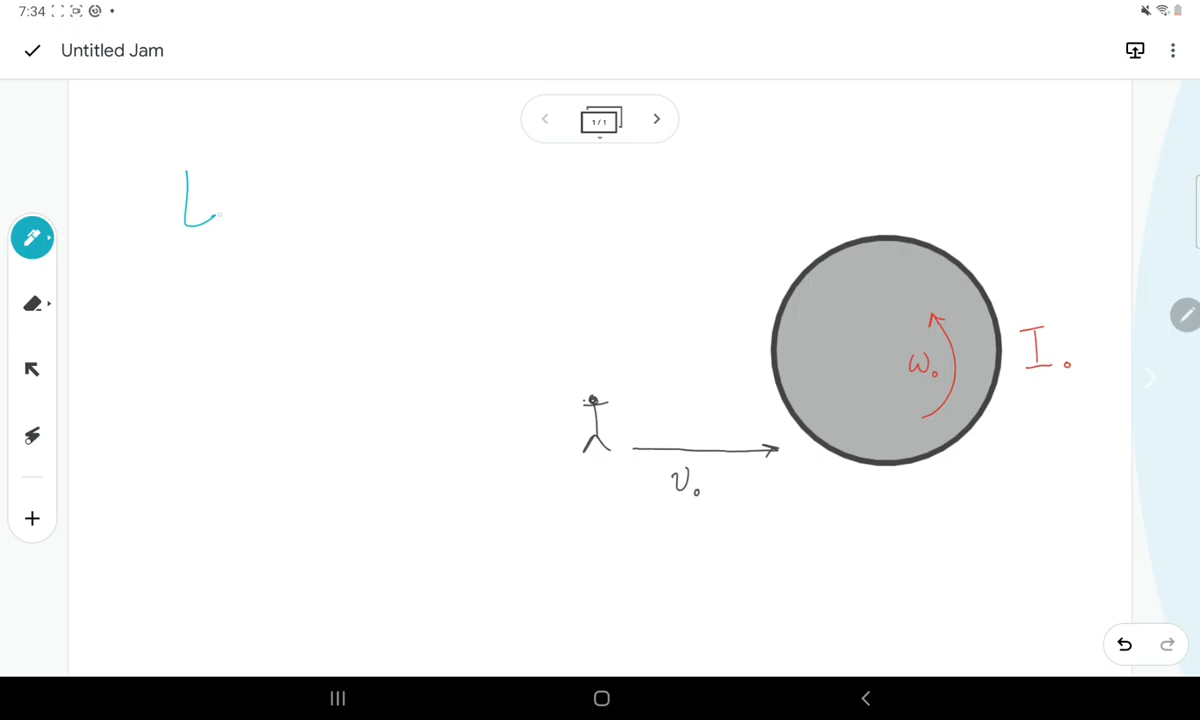 7:34
Untitled Jam
1/1
L
ω₀
I₀
v₀